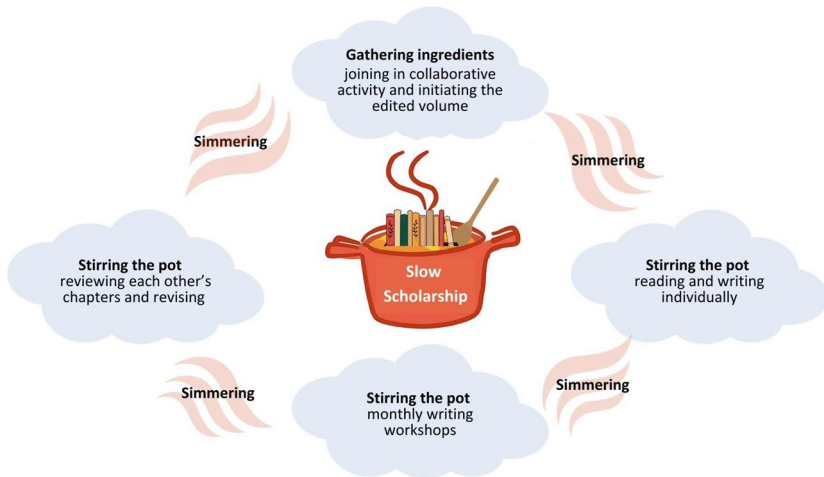 Gathering ingredients
joining in collaborative
activity and initiating the
edited volume
Simmering
Simmering
Slow
Scholarship
Stirring the pot
reviewing each other's
chapters and revising
Stirring the pot
reading and writing
individually
Simmering
Simmering
Stirring the pot
monthly writing
workshops